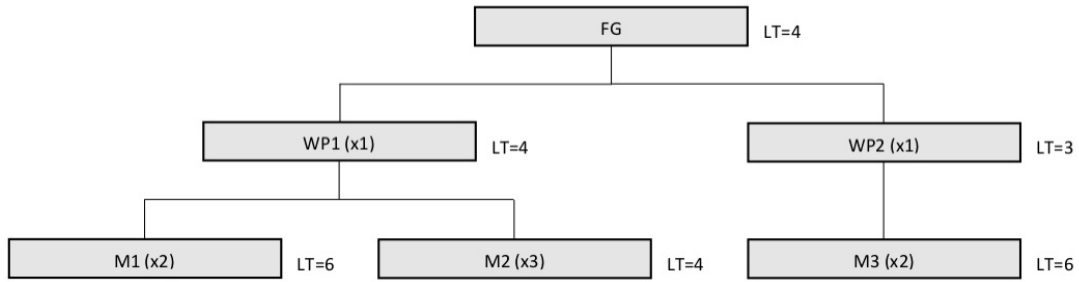 FG
LT=4
WP1 (x1)
LT=4
WP2 (x1)
LT=3
M1 (x2)
LT=6
M2 (x3)
LT=4
M3 (x2)
LT=6